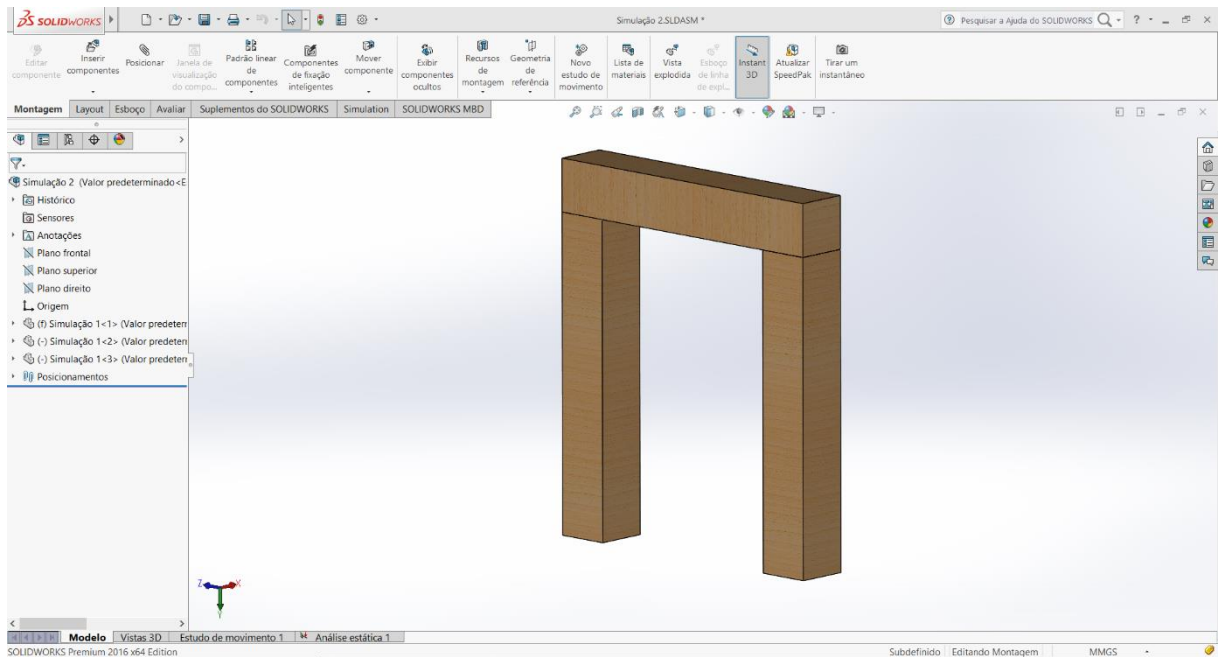 SOLIDWORKS
Simulação 2.SLDASM *
Pesquisar a Ajuda do SOLIDWORKS
Editar componente
Inserir componentes
Posicionar
Janela de visualização do compo...
Padrão linear de componentes
Componentes de fixação inteligentes
Mover componente
Exibir componentes ocultos
Recursos de montagem
Geometria de referência
Novo estudo de movimento
Lista de materiais
Vista explodida
Esboço de linha de expl...
Instant 3D
Atualizar SpeedPak
Tirar um instantâneo
Montagem
Layout
Esboço
Avaliar
Suplementos do SOLIDWORKS
Simulation
SOLIDWORKS MBD
Simulação 2 (Valor predeterminado<E
Histórico
Sensores
Anotações
Plano frontal
Plano superior
Plano direito
Origem
(f) Simulação 1<1> (Valor predetern
(-) Simulação 1<2> (Valor predeten
(-) Simulação 1<3> (Valor predeten
Posicionamentos
Z X
Y
Modelo
Vistas 3D
Estudo de movimento 1
Análise estática 1
SOLIDWORKS Premium 2016 x64 Edition
Subdefinido
Editando Montagem
MMGS